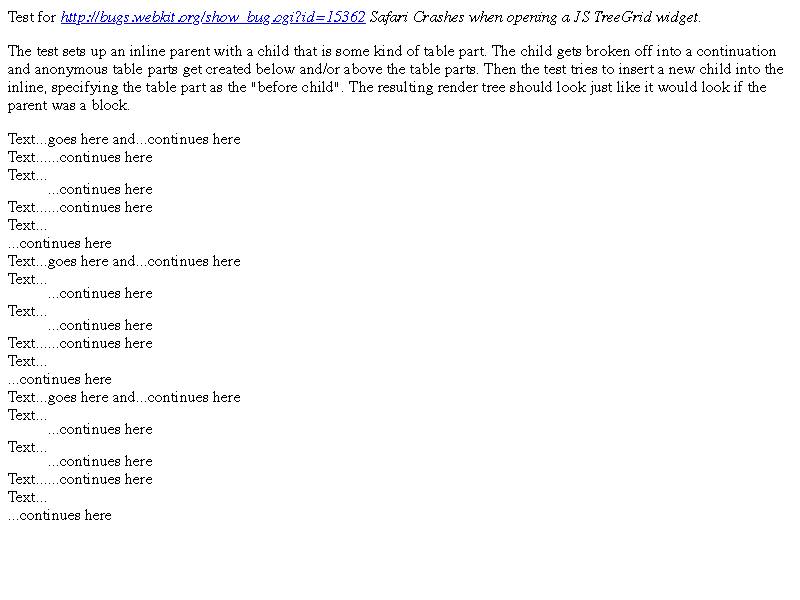 Test for http://bugs.webkit.org/show_bug.cgi?id=15362 Safari Crashes when opening a JS TreeGrid widget.
The test sets up an inline parent with a child that is some kind of table part. The child gets broken off into a continuation
and anonymous table parts get created below and/or above the table parts. Then the test tries to insert a new child into the
inline, specifying the table part as the "before child". The resulting render tree should look just like it would look if the
parent was a block.
Text...goes here and...continues here
Text......continues here
Text...
...continues here
Text......continues here
Text...
...continues here
Text...goes here and...continues here
Text...
...continues here
Text...
...continues here
Text......continues here
Text...
...continues here
Text...goes here and...continues here
Text...
...continues here
Text...
...continues here
Text......continues here
Text...
...continues here